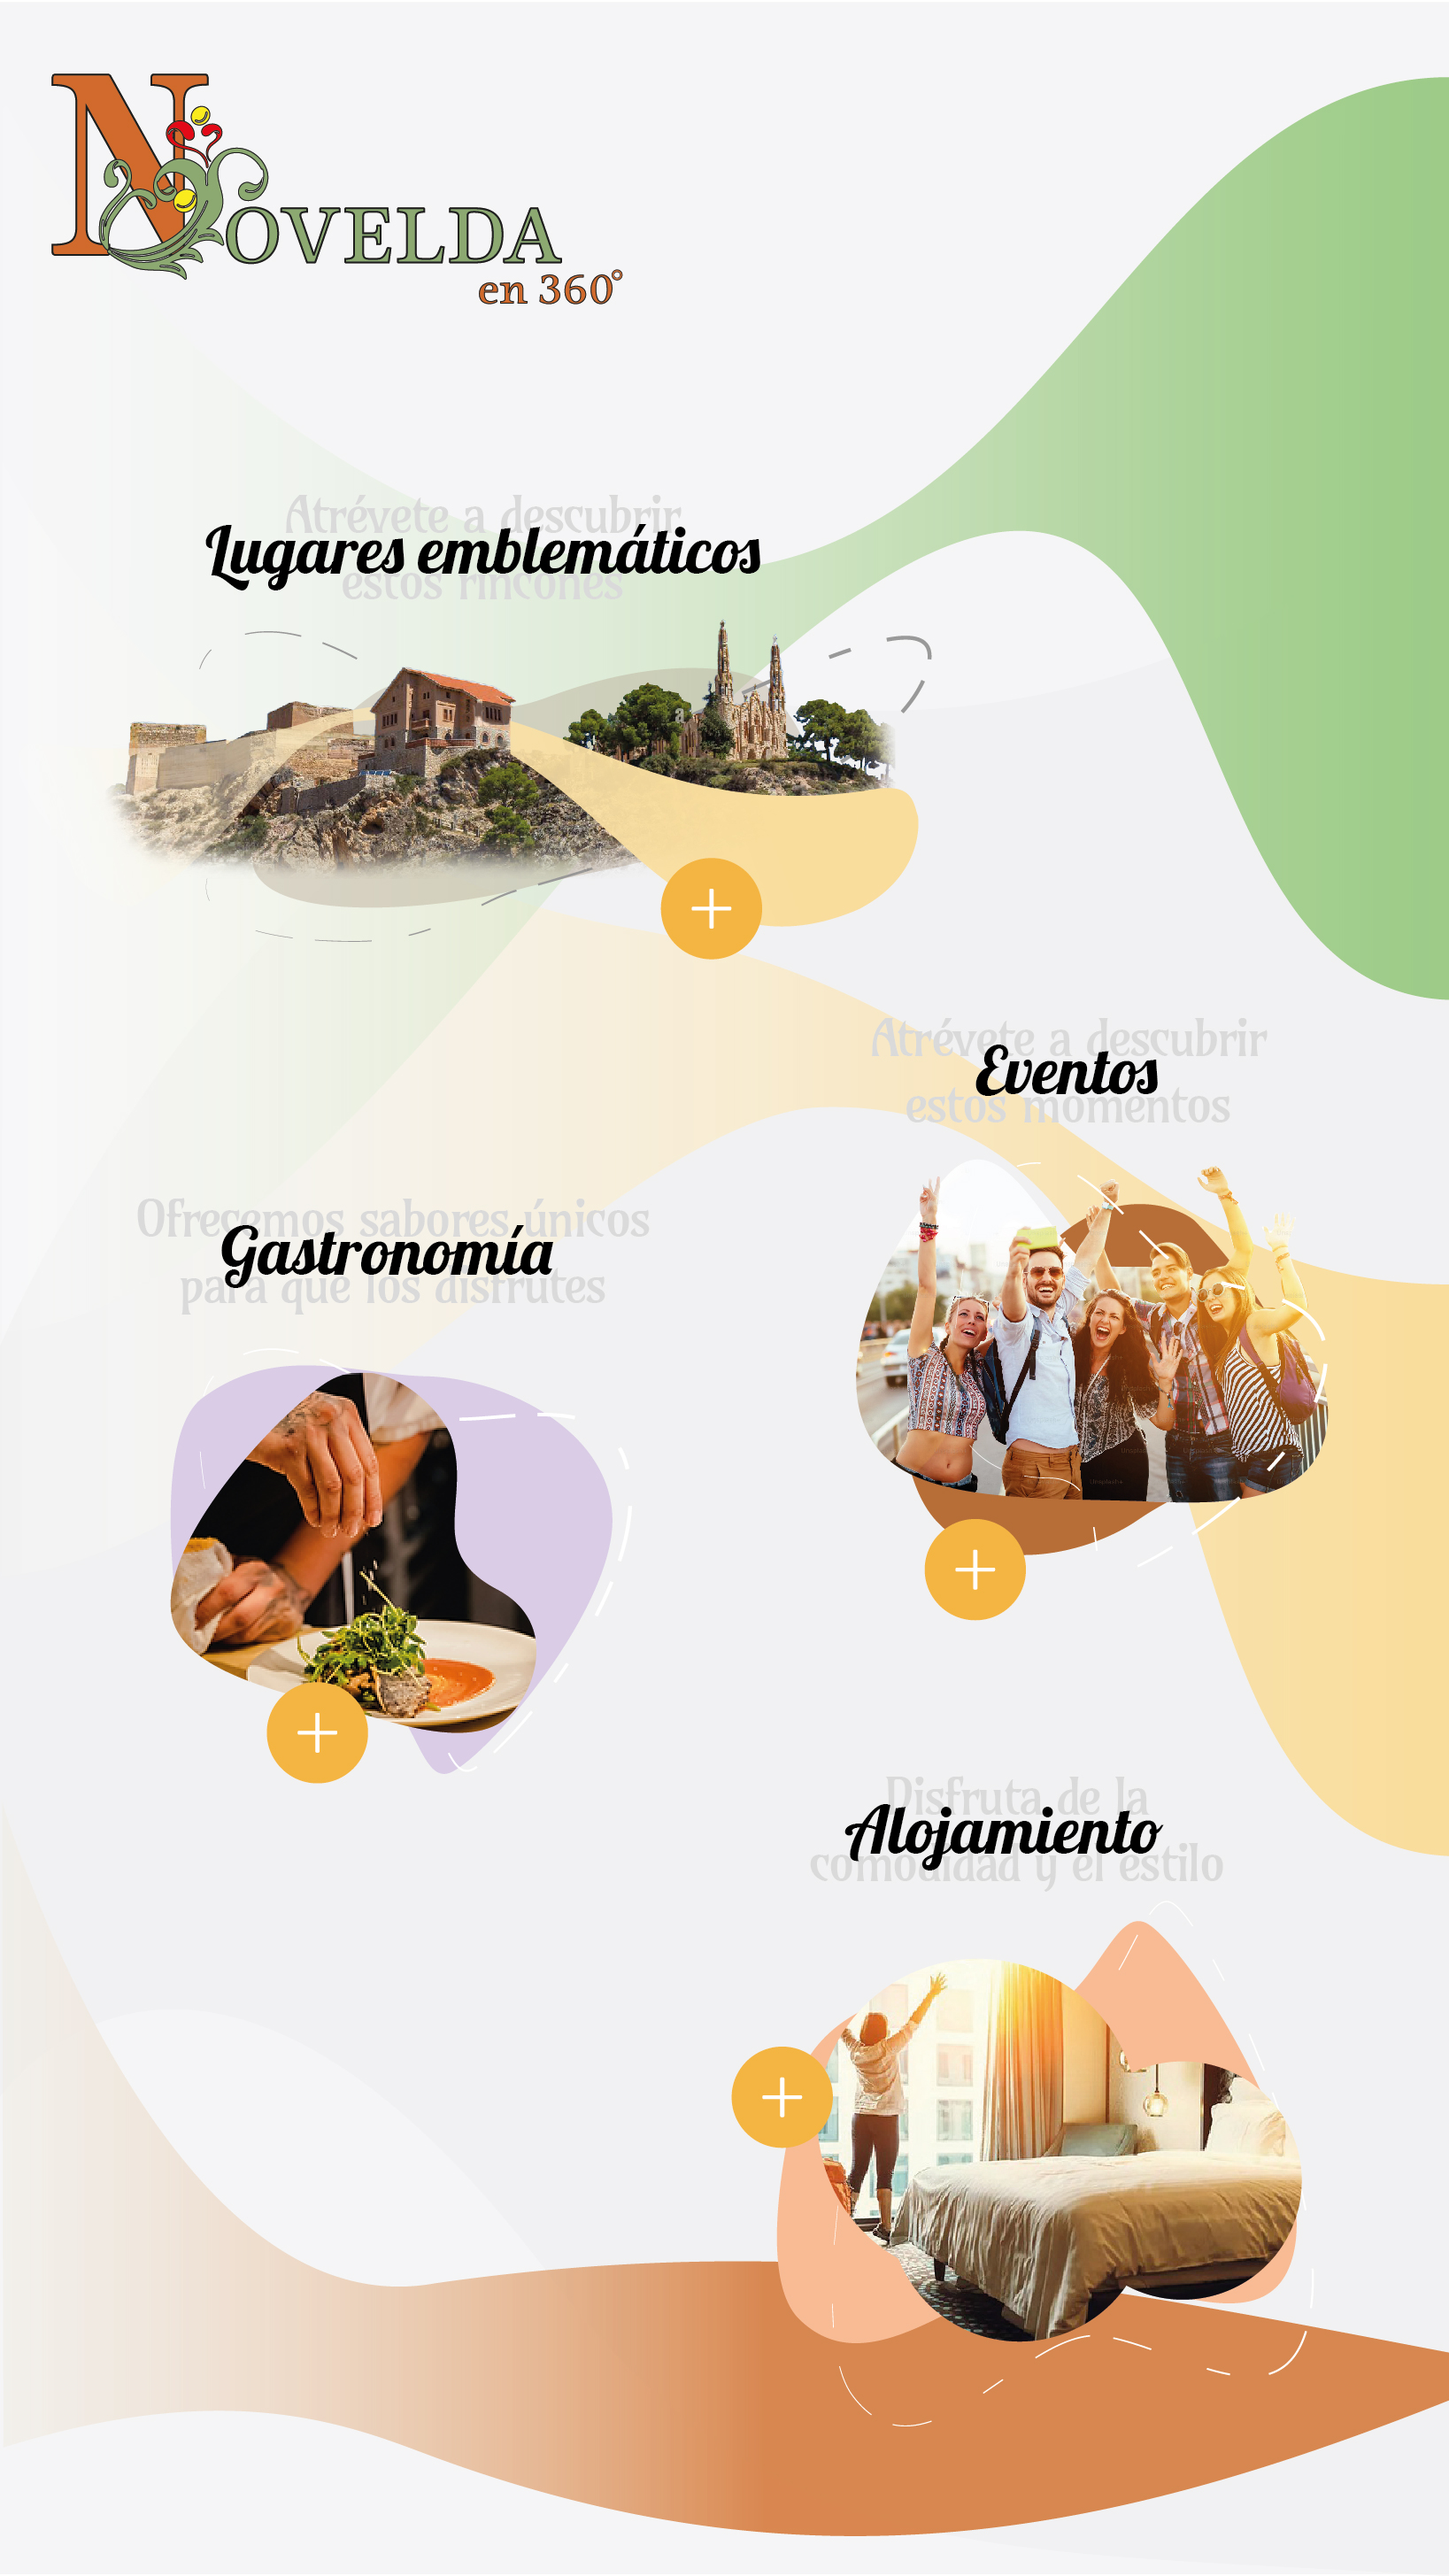 NOVELDA
en 360°
Atrévete a descubrir
Lugares emblemáticos
estos rincones
a
Atrévete a descubrir
Eventos
estos momentos
Ofrecemos sabores únicos
Gastronomía
para que los disfrutes
Disfruta de la
Alojamiento
comodidad y el estilo